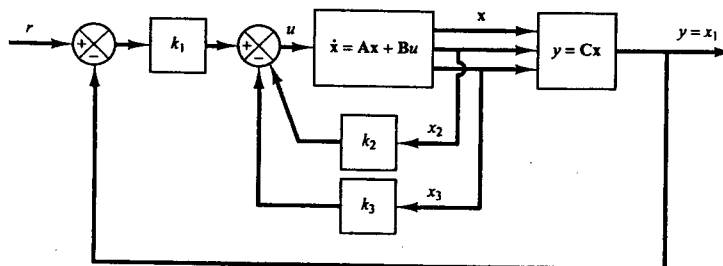 r
+
−
k₁
+
−
u
ẋ = Ax + Bu
x
y = Cx
y = x₁
k₂
x₂
k₃
x₃